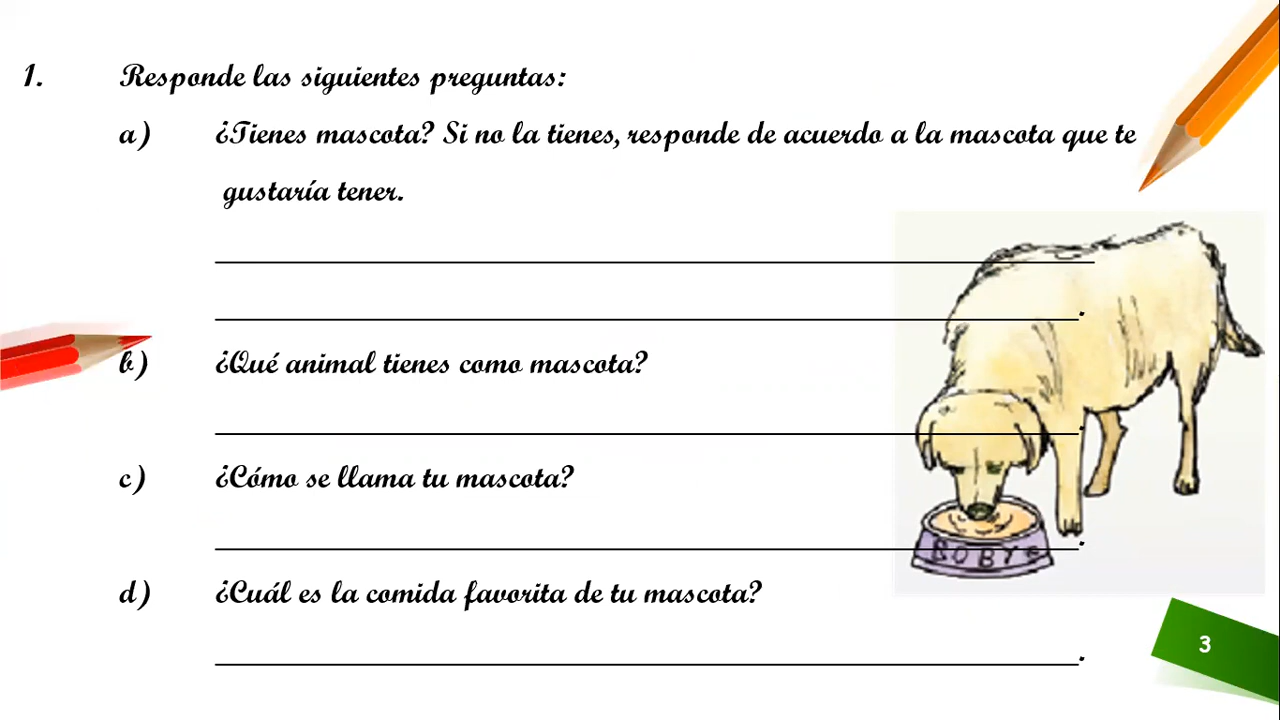 1. Responde las siguientes preguntas:
a) ¿Tienes mascota? Si no la tienes, responde de acuerdo a la mascota que te
gustaría tener.
b) ¿Qué animal tienes como mascota?
c) ¿Cómo se llama tu mascota?
BOBY
d) ¿Cuál es la comida favorita de tu mascota?
3